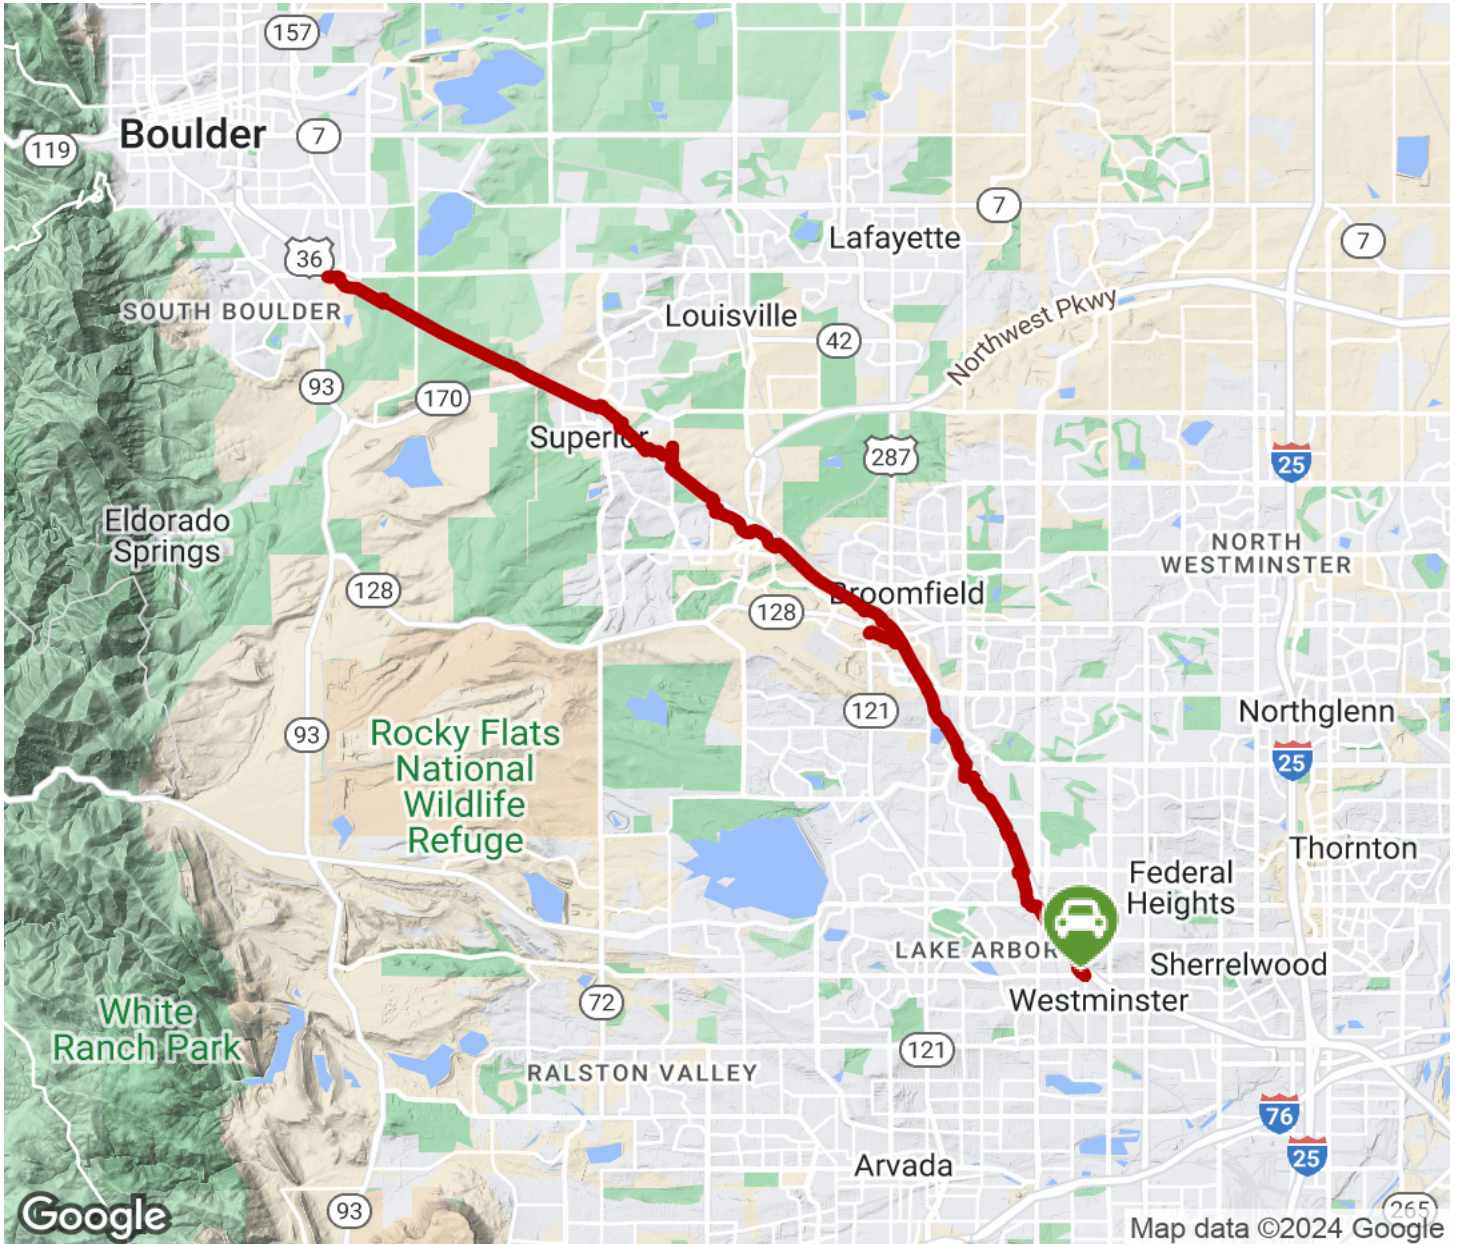 157
Boulder
7
119
7
36
Lafayette
7
SOUTH BOULDER
Louisville
Northwest Pkwy
42
93
170
Superior
287
25
Eldorado
Springs
NORTH
WESTMINSTER
128
Broomfield
128
121
Northglenn
93
Rocky Flats
National
Wildlife
Refuge
25
Thornton
Federal
Heights
LAKE ARBOR
Sherrelwood
72
Westminster
White
Ranch Park
121
RALSTON VALLEY
76
25
Arvada
93
265
Google
Map data ©2024 Google